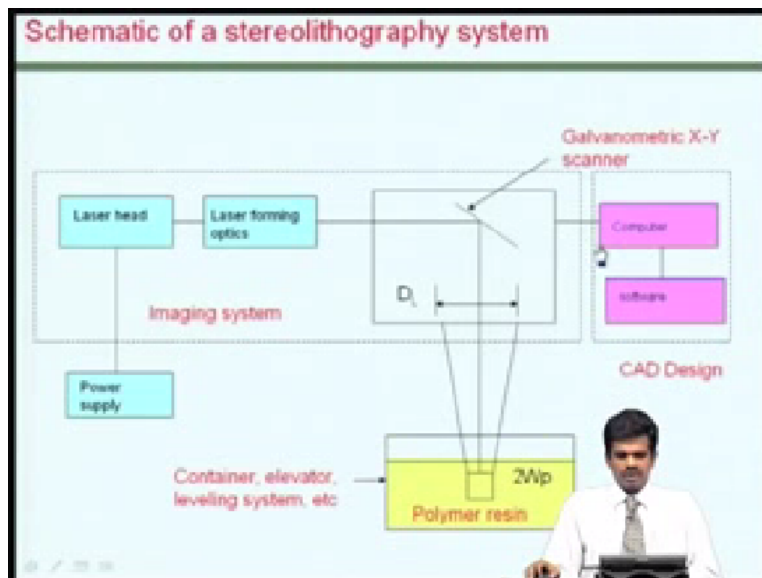 Schematic of a stereolithography system
Galvanometric X-Y
scanner
Laser head
Laser forming
optics
Computer
D
software
Imaging system
CAD Design
Power
supply
Container, elevator,
leveling system, etc
2Wp
Polymer resin